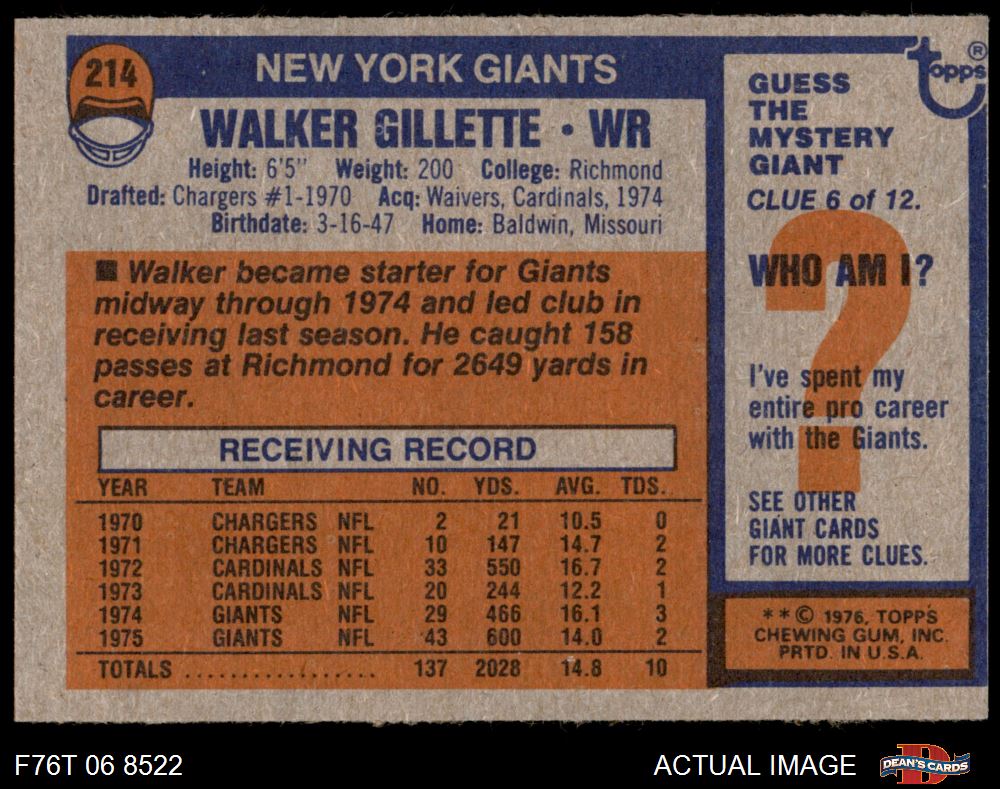 214
NEW YORK GIANTS
WALKER GILLETTE • WR
Height: 6'5" Weight: 200 College: Richmond
Drafted: Chargers #1-1970 Acq: Waivers, Cardinals, 1974
Birthdate: 3-16-47 Home: Baldwin, Missouri
■ Walker became starter for Giants
midway through 1974 and led club in
receiving last season. He caught 158
passes at Richmond for 2649 yards in
career.
RECEIVING RECORD
YEAR TEAM NO. YDS. AVG. TDS.
1970 CHARGERS NFL 2 21 10.5 0
1971 CHARGERS NFL 10 147 14.7 2
1972 CARDINALS NFL 33 550 16.7 2
1973 CARDINALS NFL 20 244 12.2 1
1974 GIANTS NFL 29 466 16.1 3
1975 GIANTS NFL 43 600 14.0 2
TOTALS ................. 137 2028 14.8 10
topps ®
GUESS
THE
MYSTERY
GIANT
CLUE 6 of 12.
WHO AM I?
?
I've spent my
entire pro career
with the Giants.
SEE OTHER
GIANT CARDS
FOR MORE CLUES.
** © 1976, TOPPS
CHEWING GUM, INC.
PRTD. IN U.S.A.
F76T 06 8522
ACTUAL IMAGE
DEAN'S CARDS